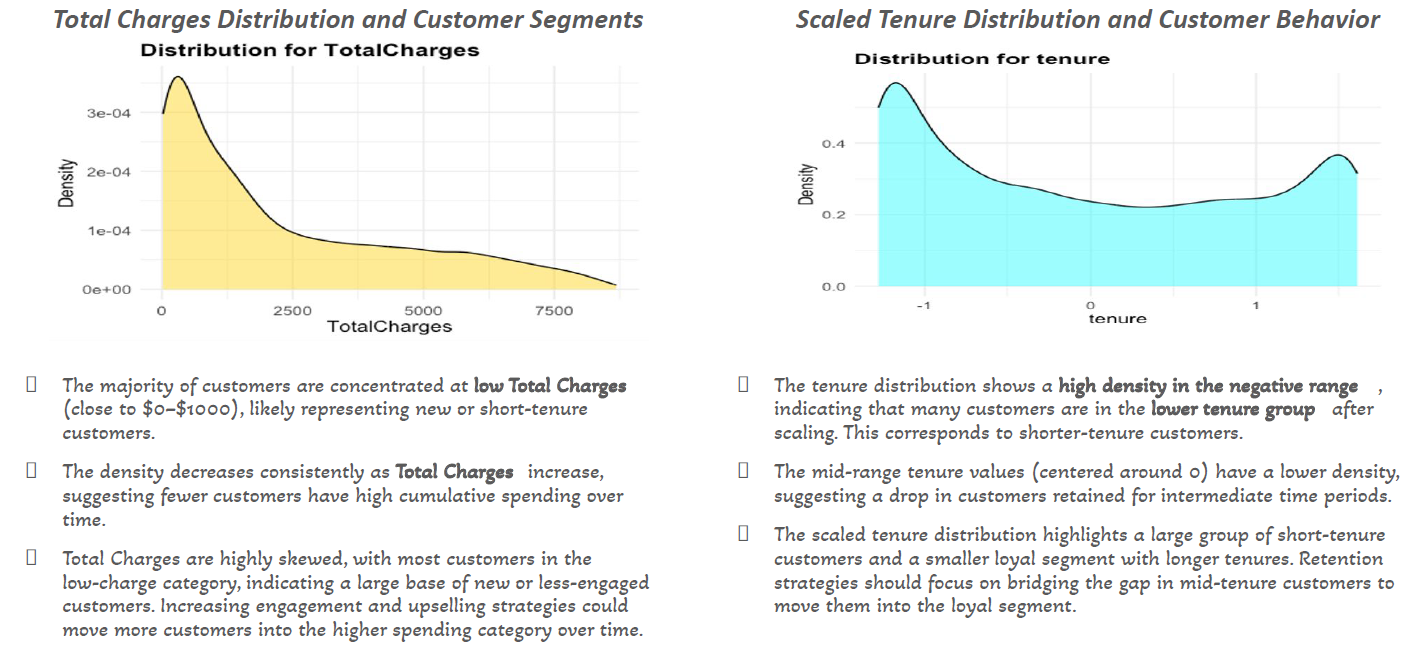 Total Charges Distribution and Customer Segments
Distribution for TotalCharges
Density
3e-04
2e-04
1e-04
0e+00
0 2500 5000 7500
TotalCharges
The majority of customers are concentrated at low Total Charges
(close to $0–$1000), likely representing new or short-tenure
customers.
The density decreases consistently as Total Charges increase,
suggesting fewer customers have high cumulative spending over
time.
Total Charges are highly skewed, with most customers in the
low-charge category, indicating a large base of new or less-engaged
customers. Increasing engagement and upselling strategies could
move more customers into the higher spending category over time.
Scaled Tenure Distribution and Customer Behavior
Distribution for tenure
Density
0.4
0.2
0.0
-1 0 1
tenure
The tenure distribution shows a high density in the negative range ,
indicating that many customers are in the lower tenure group after
scaling. This corresponds to shorter-tenure customers.
The mid-range tenure values (centered around 0) have a lower density,
suggesting a drop in customers retained for intermediate time periods.
The scaled tenure distribution highlights a large group of short-tenure
customers and a smaller loyal segment with longer tenures. Retention
strategies should focus on bridging the gap in mid-tenure customers to
move them into the loyal segment.